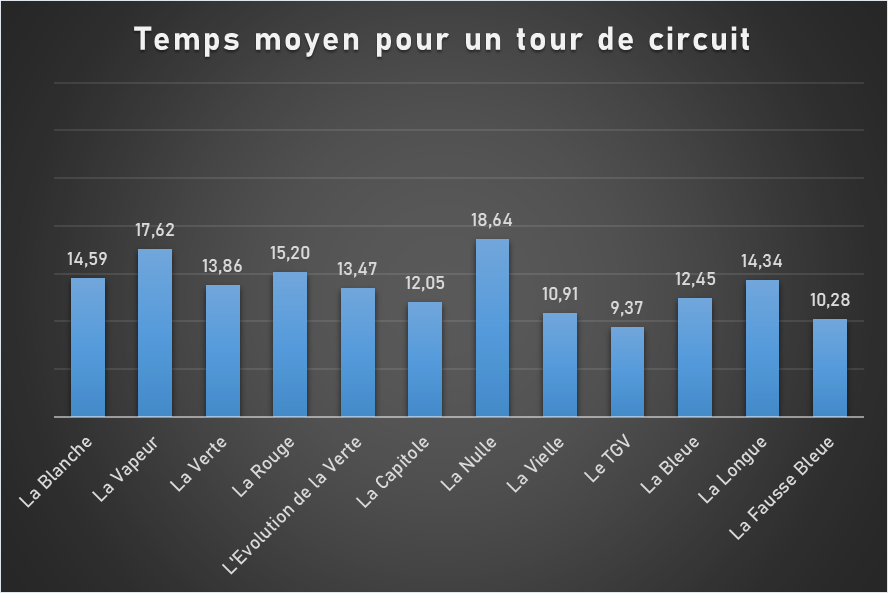 Temps moyen pour un tour de circuit
14,59
17,62
13,86
15,20
13,47
12,05
18,64
10,91
9,37
12,45
14,34
10,28
La Blanche
La Vapeur
La Verte
La Rouge
L'Evolution de la Verte
La Capitole
La Nulle
La Vielle
Le TGV
La Bleue
La Longue
La Fausse Bleue